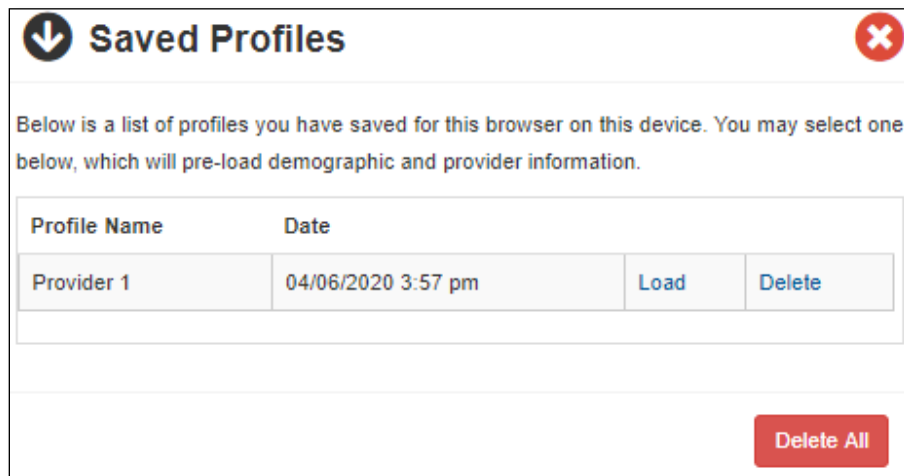 Saved Profiles
Below is a list of profiles you have saved for this browser on this device. You may select one
below, which will pre-load demographic and provider information.
Profile Name Date
Provider 1 04/06/2020 3:57 pm Load Delete
Delete All